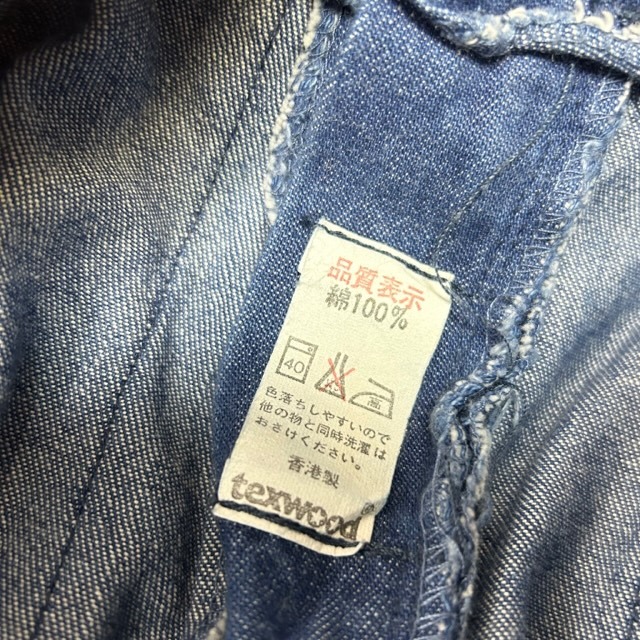 品質表示
綿100%
40
高
色落ちしやすいので
他の物と同時洗濯は
おさけください。
香港製
texwood